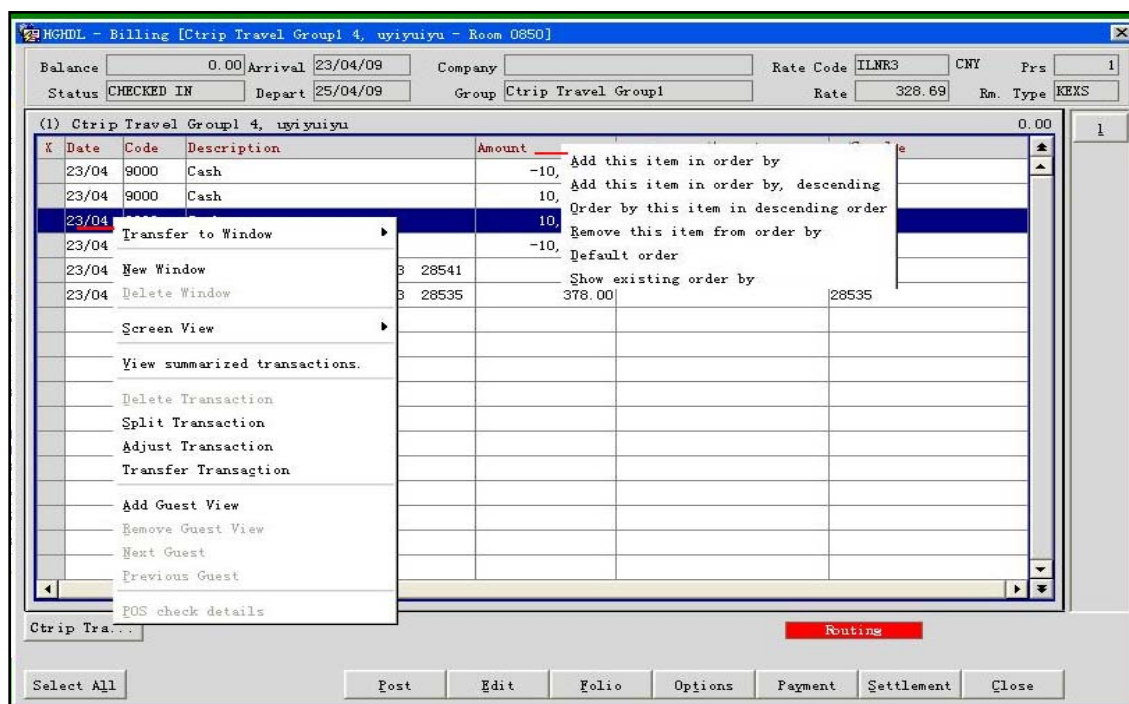 HGHDL - Billing [Ctrip Travel Group1 4, uyiyuiyu - Room 0850]
Balance 0.00 Arrival 23/04/09 Company Rate Code ILNR3 CNY Prs 1
Status CHECKED IN Depart 25/04/09 Group Ctrip Travel Group1 Rate 328.69 Rm. Type KEXS
(1) Ctrip Travel Group1 4, uyiyuiyu 0.00 1
X Date Code Description Amount
23/04 9000 Cash -10,
23/04 9000 Cash 10,
23/04 10,
23/04 -10,
23/04 3 28541
23/04 3 28535 378.00 28535
Add this item in order by
Add this item in order by, descending
Order by this item in descending order
Remove this item from order by
Default order
Show existing order by
Transfer to Window
New Window
Delete Window
Screen View
View summarized transactions.
Delete Transaction
Split Transaction
Adjust Transaction
Transfer Transaction
Add Guest View
Remove Guest View
Next Guest
Previous Guest
POS check details
Ctrip Tra... Routing
Select All Post Edit Folio Options Payment Settlement Close